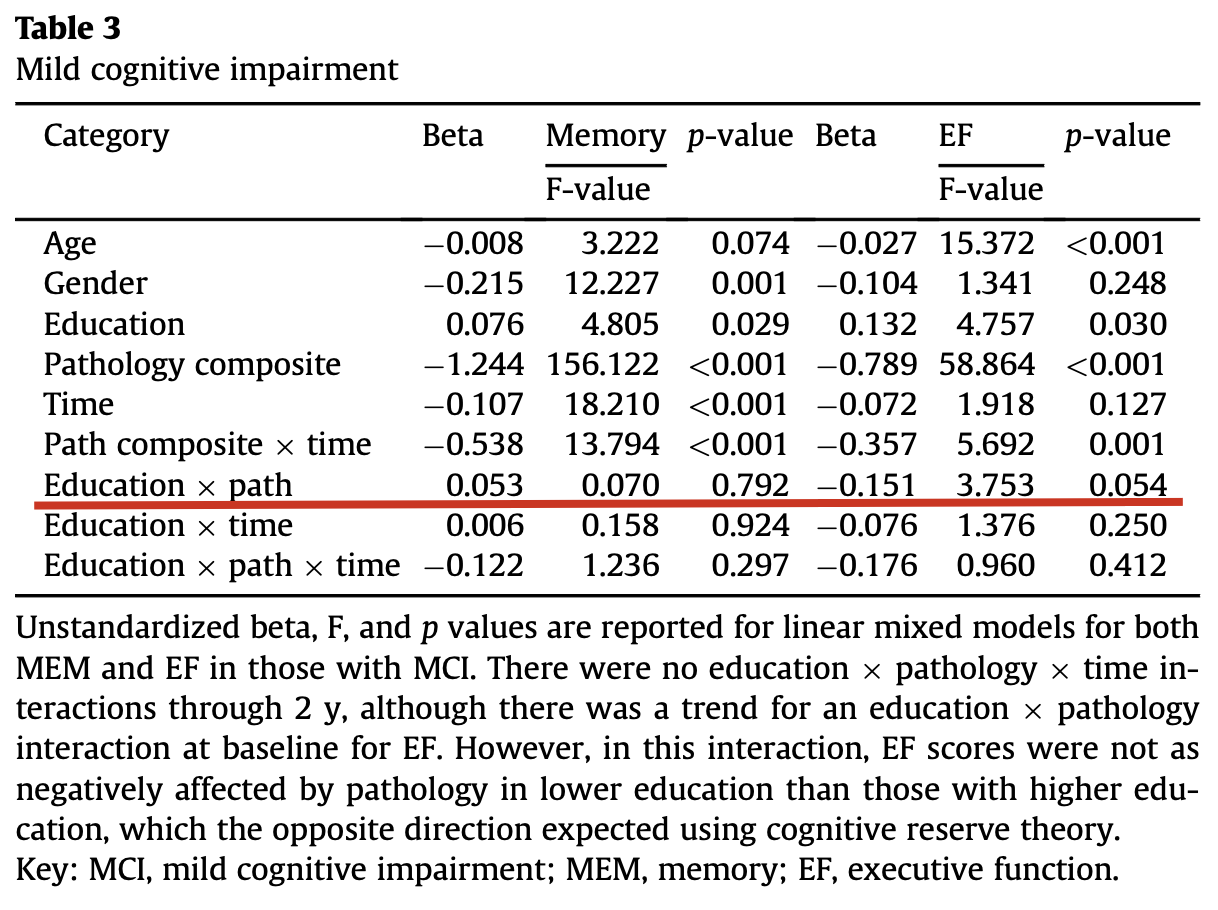 Table 3
Mild cognitive impairment
Category Beta Memory p-value Beta EF p-value
F-value F-value
Age −0.008 3.222 0.074 −0.027 15.372 <0.001
Gender −0.215 12.227 0.001 −0.104 1.341 0.248
Education 0.076 4.805 0.029 0.132 4.757 0.030
Pathology composite −1.244 156.122 <0.001 −0.789 58.864 <0.001
Time −0.107 18.210 <0.001 −0.072 1.918 0.127
Path composite × time −0.538 13.794 <0.001 −0.357 5.692 0.001
Education × path 0.053 0.070 0.792 −0.151 3.753 0.054
Education × time 0.006 0.158 0.924 −0.076 1.376 0.250
Education × path × time −0.122 1.236 0.297 −0.176 0.960 0.412
Unstandardized beta, F, and p values are reported for linear mixed models for both
MEM and EF in those with MCI. There were no education × pathology × time in-
teractions through 2 y, although there was a trend for an education × pathology
interaction at baseline for EF. However, in this interaction, EF scores were not as
negatively affected by pathology in lower education than those with higher edu-
cation, which the opposite direction expected using cognitive reserve theory.
Key: MCI, mild cognitive impairment; MEM, memory; EF, executive function.